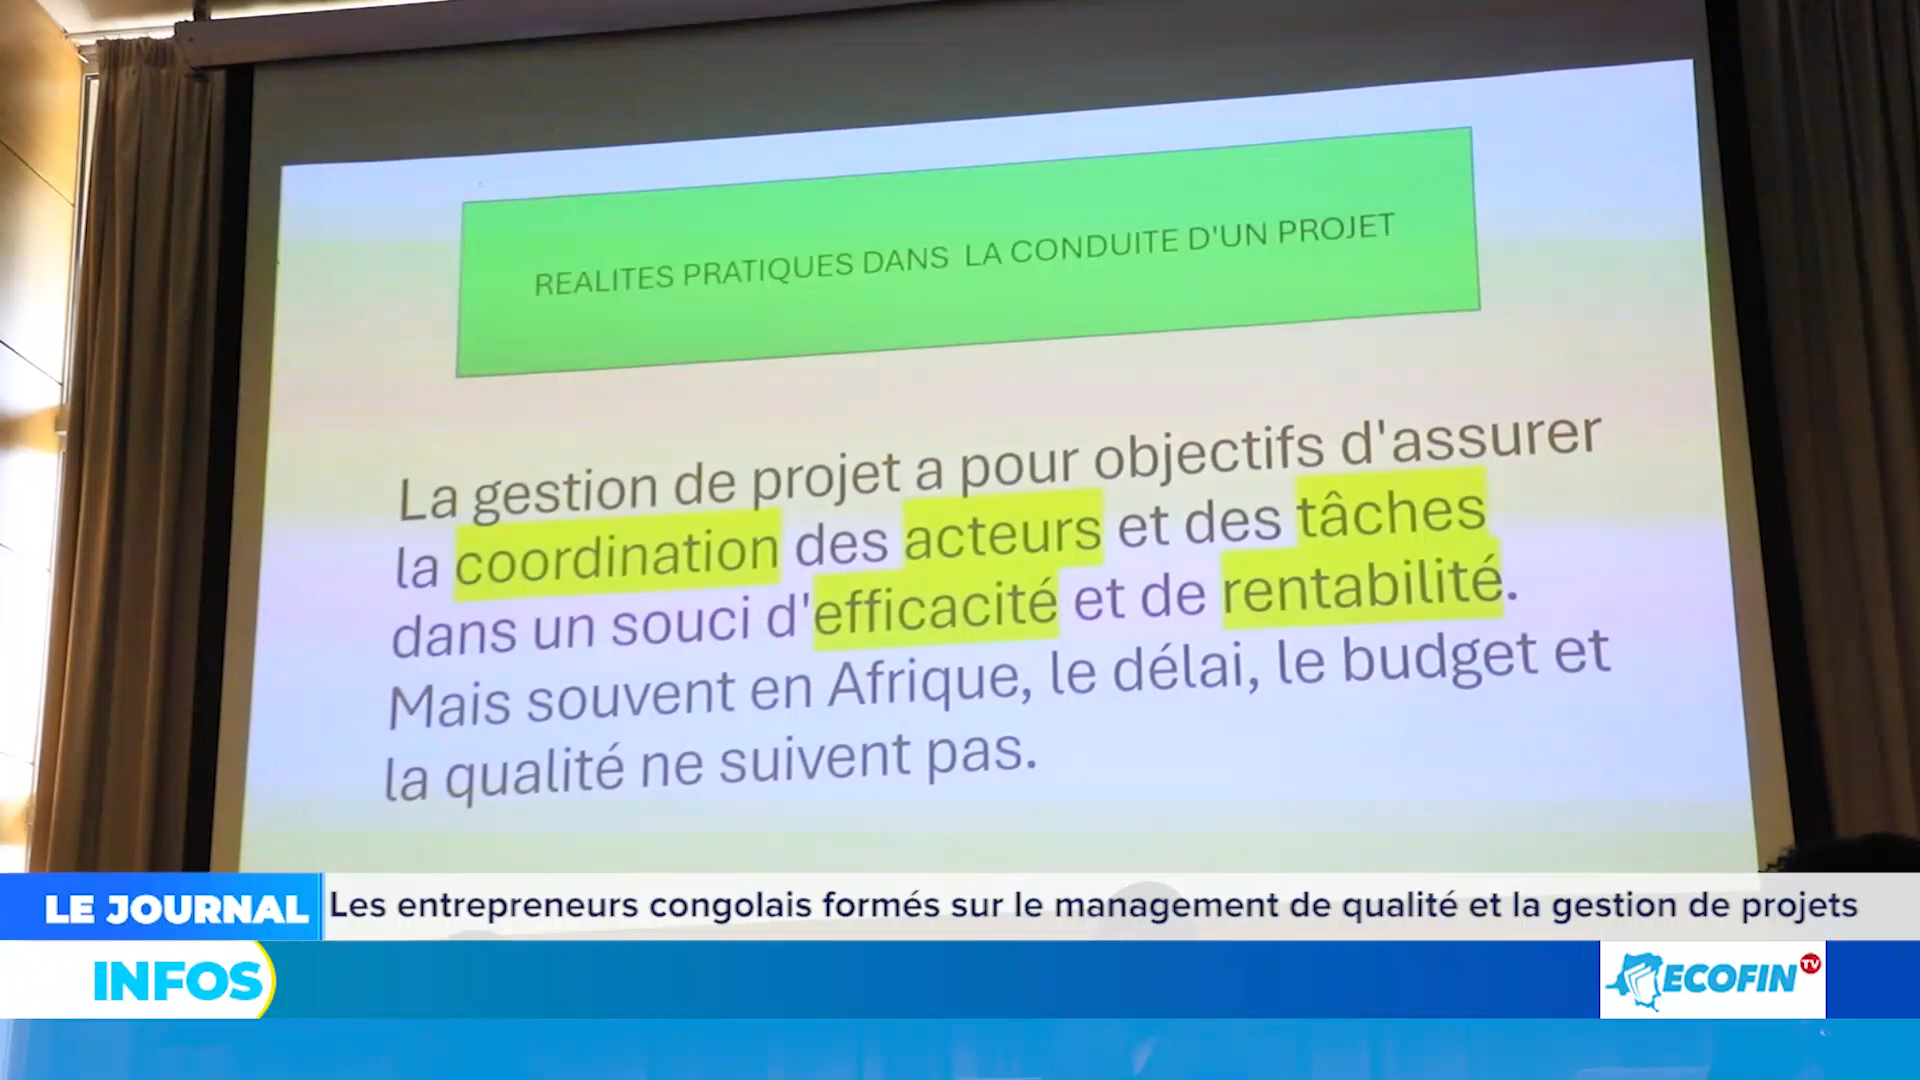 REALITES PRATIQUES DANS LA CONDUITE D'UN PROJET
La gestion de projet a pour objectifs d'assurer
la coordination des acteurs et des tâches
dans un souci d'efficacité et de rentabilité.
Mais souvent en Afrique, le délai, le budget et
la qualité ne suivent pas.
LE JOURNAL
Les entrepreneurs congolais formés sur le management de qualité et la gestion de projets
INFOS
ECOFIN TV